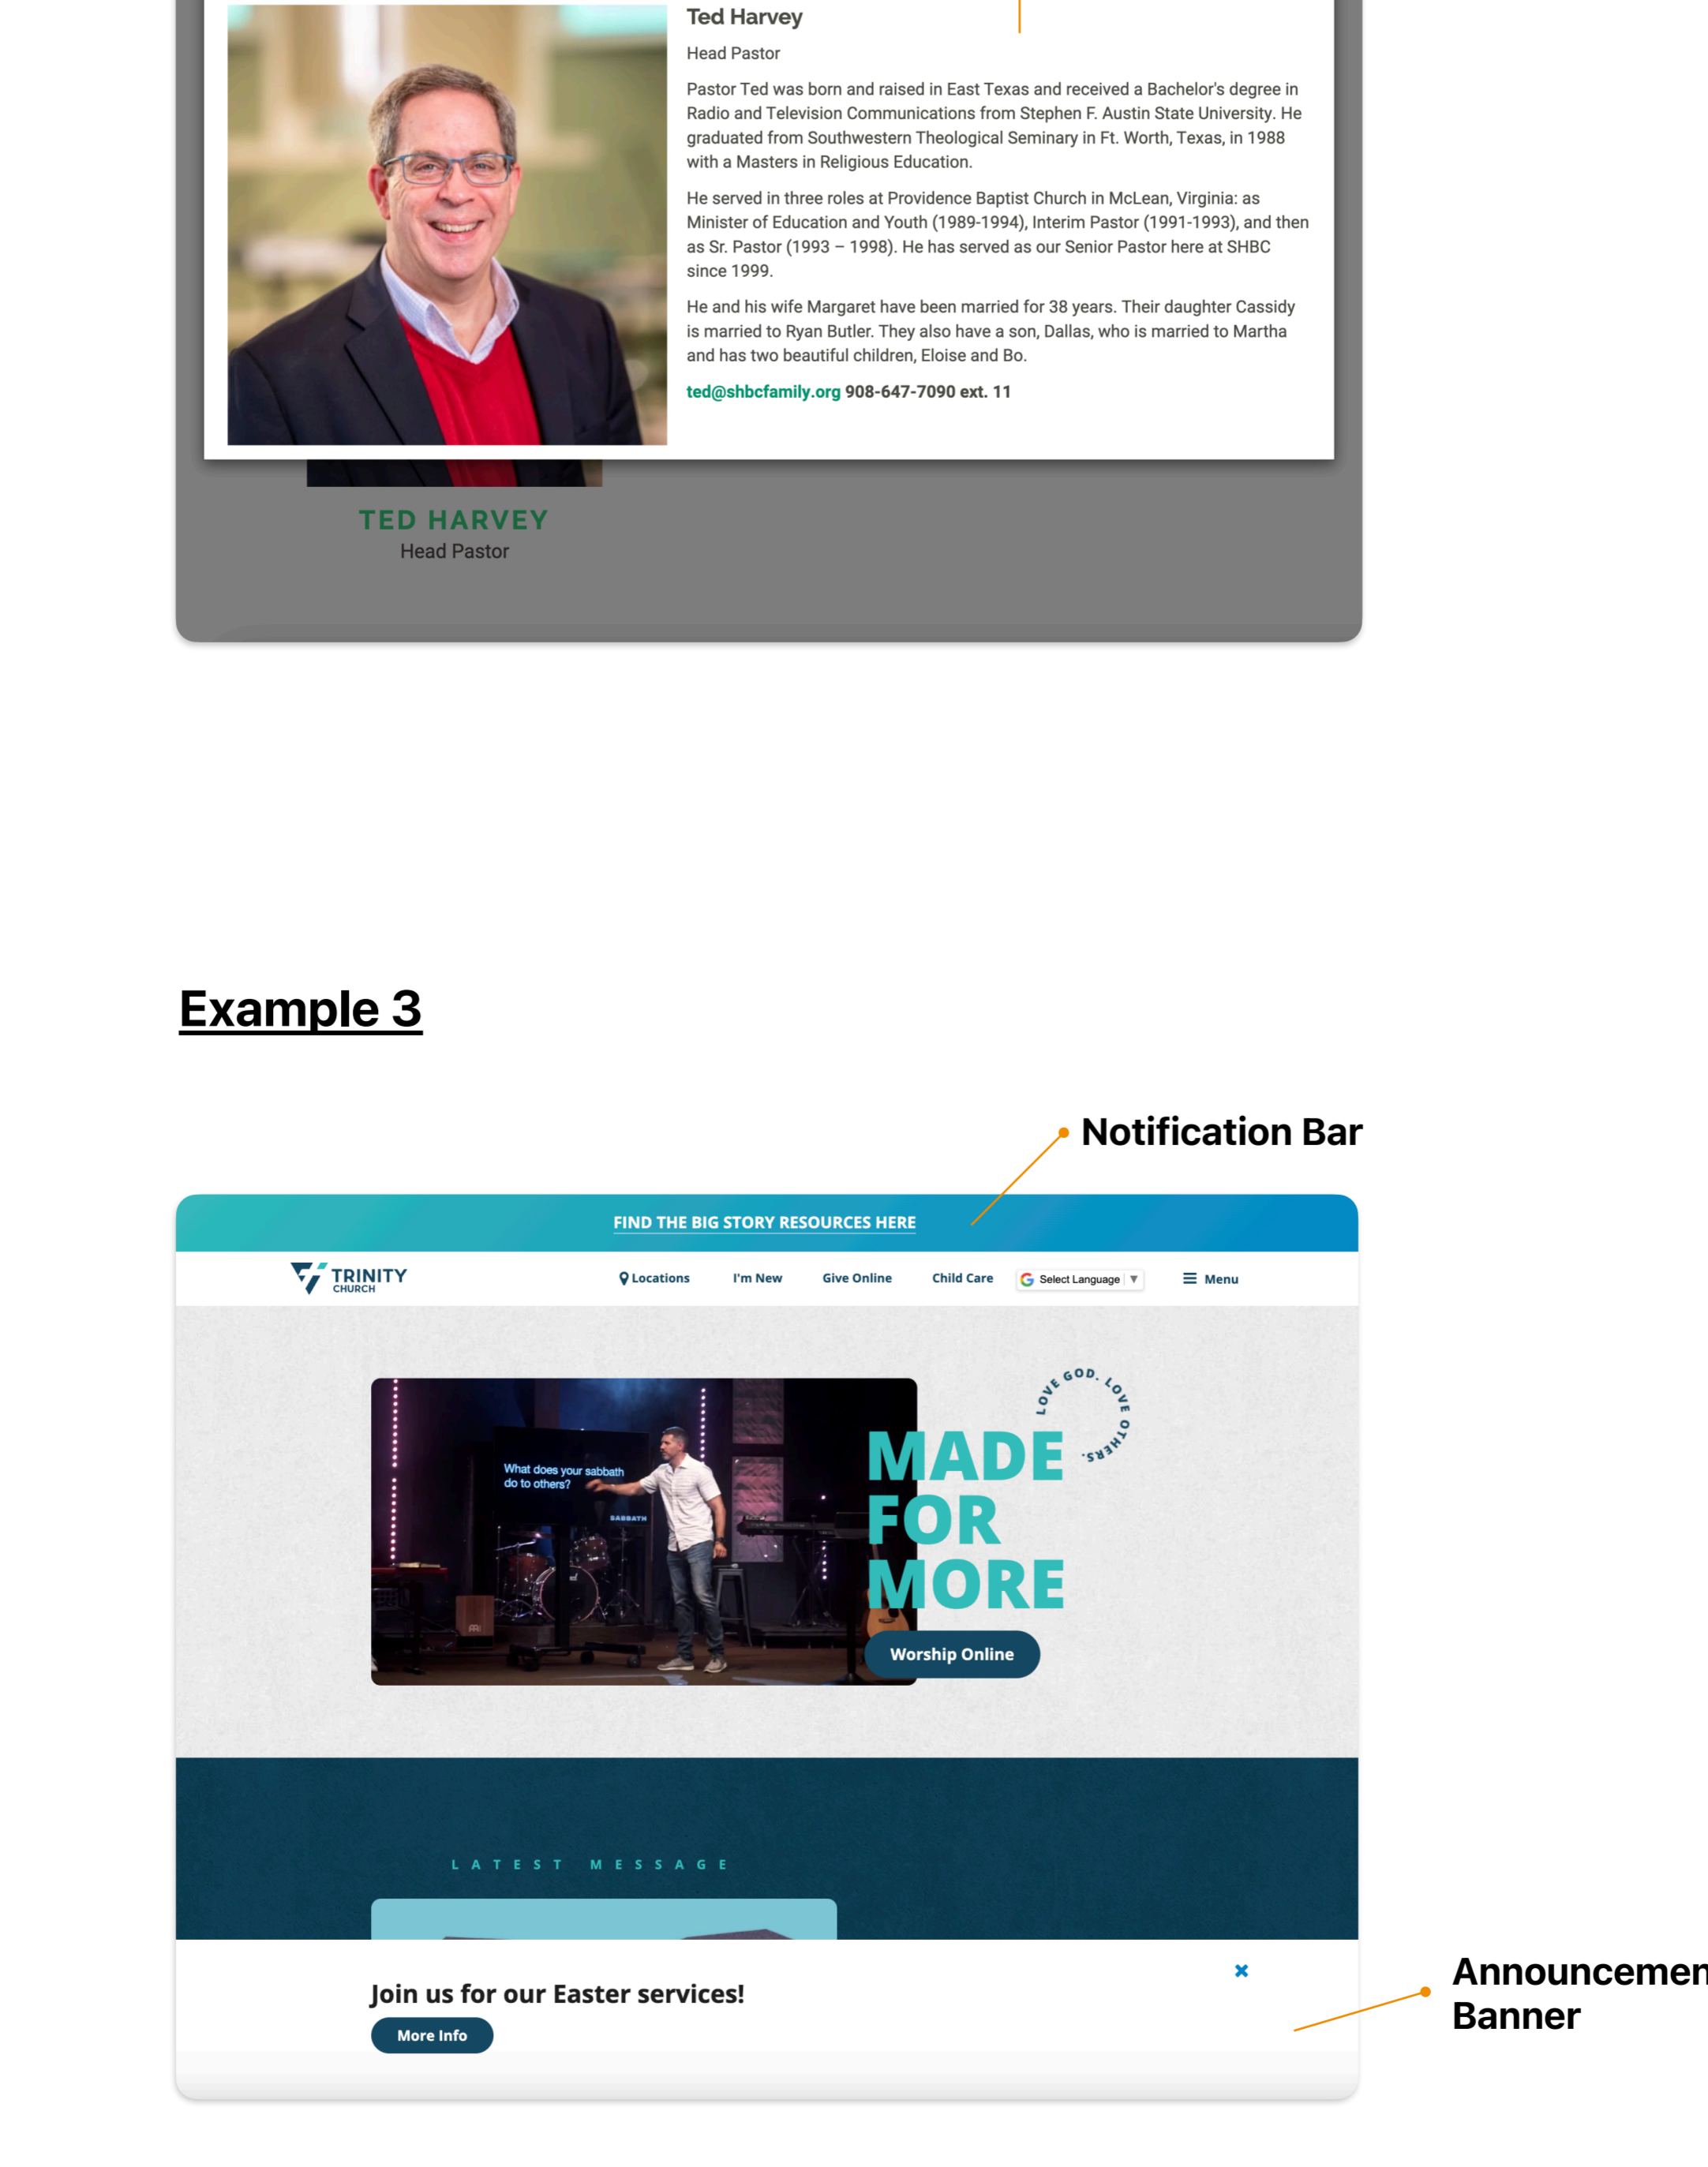 Ted Harvey
Head Pastor
Pastor Ted was born and raised in East Texas and received a Bachelor's degree in
Radio and Television Communications from Stephen F. Austin State University. He
graduated from Southwestern Theological Seminary in Ft. Worth, Texas, in 1988
with a Masters in Religious Education.
He served in three roles at Providence Baptist Church in McLean, Virginia: as
Minister of Education and Youth (1989-1994), Interim Pastor (1991-1993), and then
as Sr. Pastor (1993 – 1998). He has served as our Senior Pastor here at SHBC
since 1999.
He and his wife Margaret have been married for 38 years. Their daughter Cassidy
is married to Ryan Butler. They also have a son, Dallas, who is married to Martha
and has two beautiful children, Eloise and Bo.
ted@shbcfamily.org 908-647-7090 ext. 11
TED HARVEY
Head Pastor
Example 3
Notification Bar
FIND THE BIG STORY RESOURCES HERE
TRINITY
CHURCH
Locations I'm New Give Online Child Care G Select Language ▼ Menu
LOVE GOD. LOVE OTHERS.
What does your sabbath
do to others?
SABBATH
MADE
FOR
MORE
Worship Online
LATEST MESSAGE
Join us for our Easter services!
More Info
Announcemen
Banner